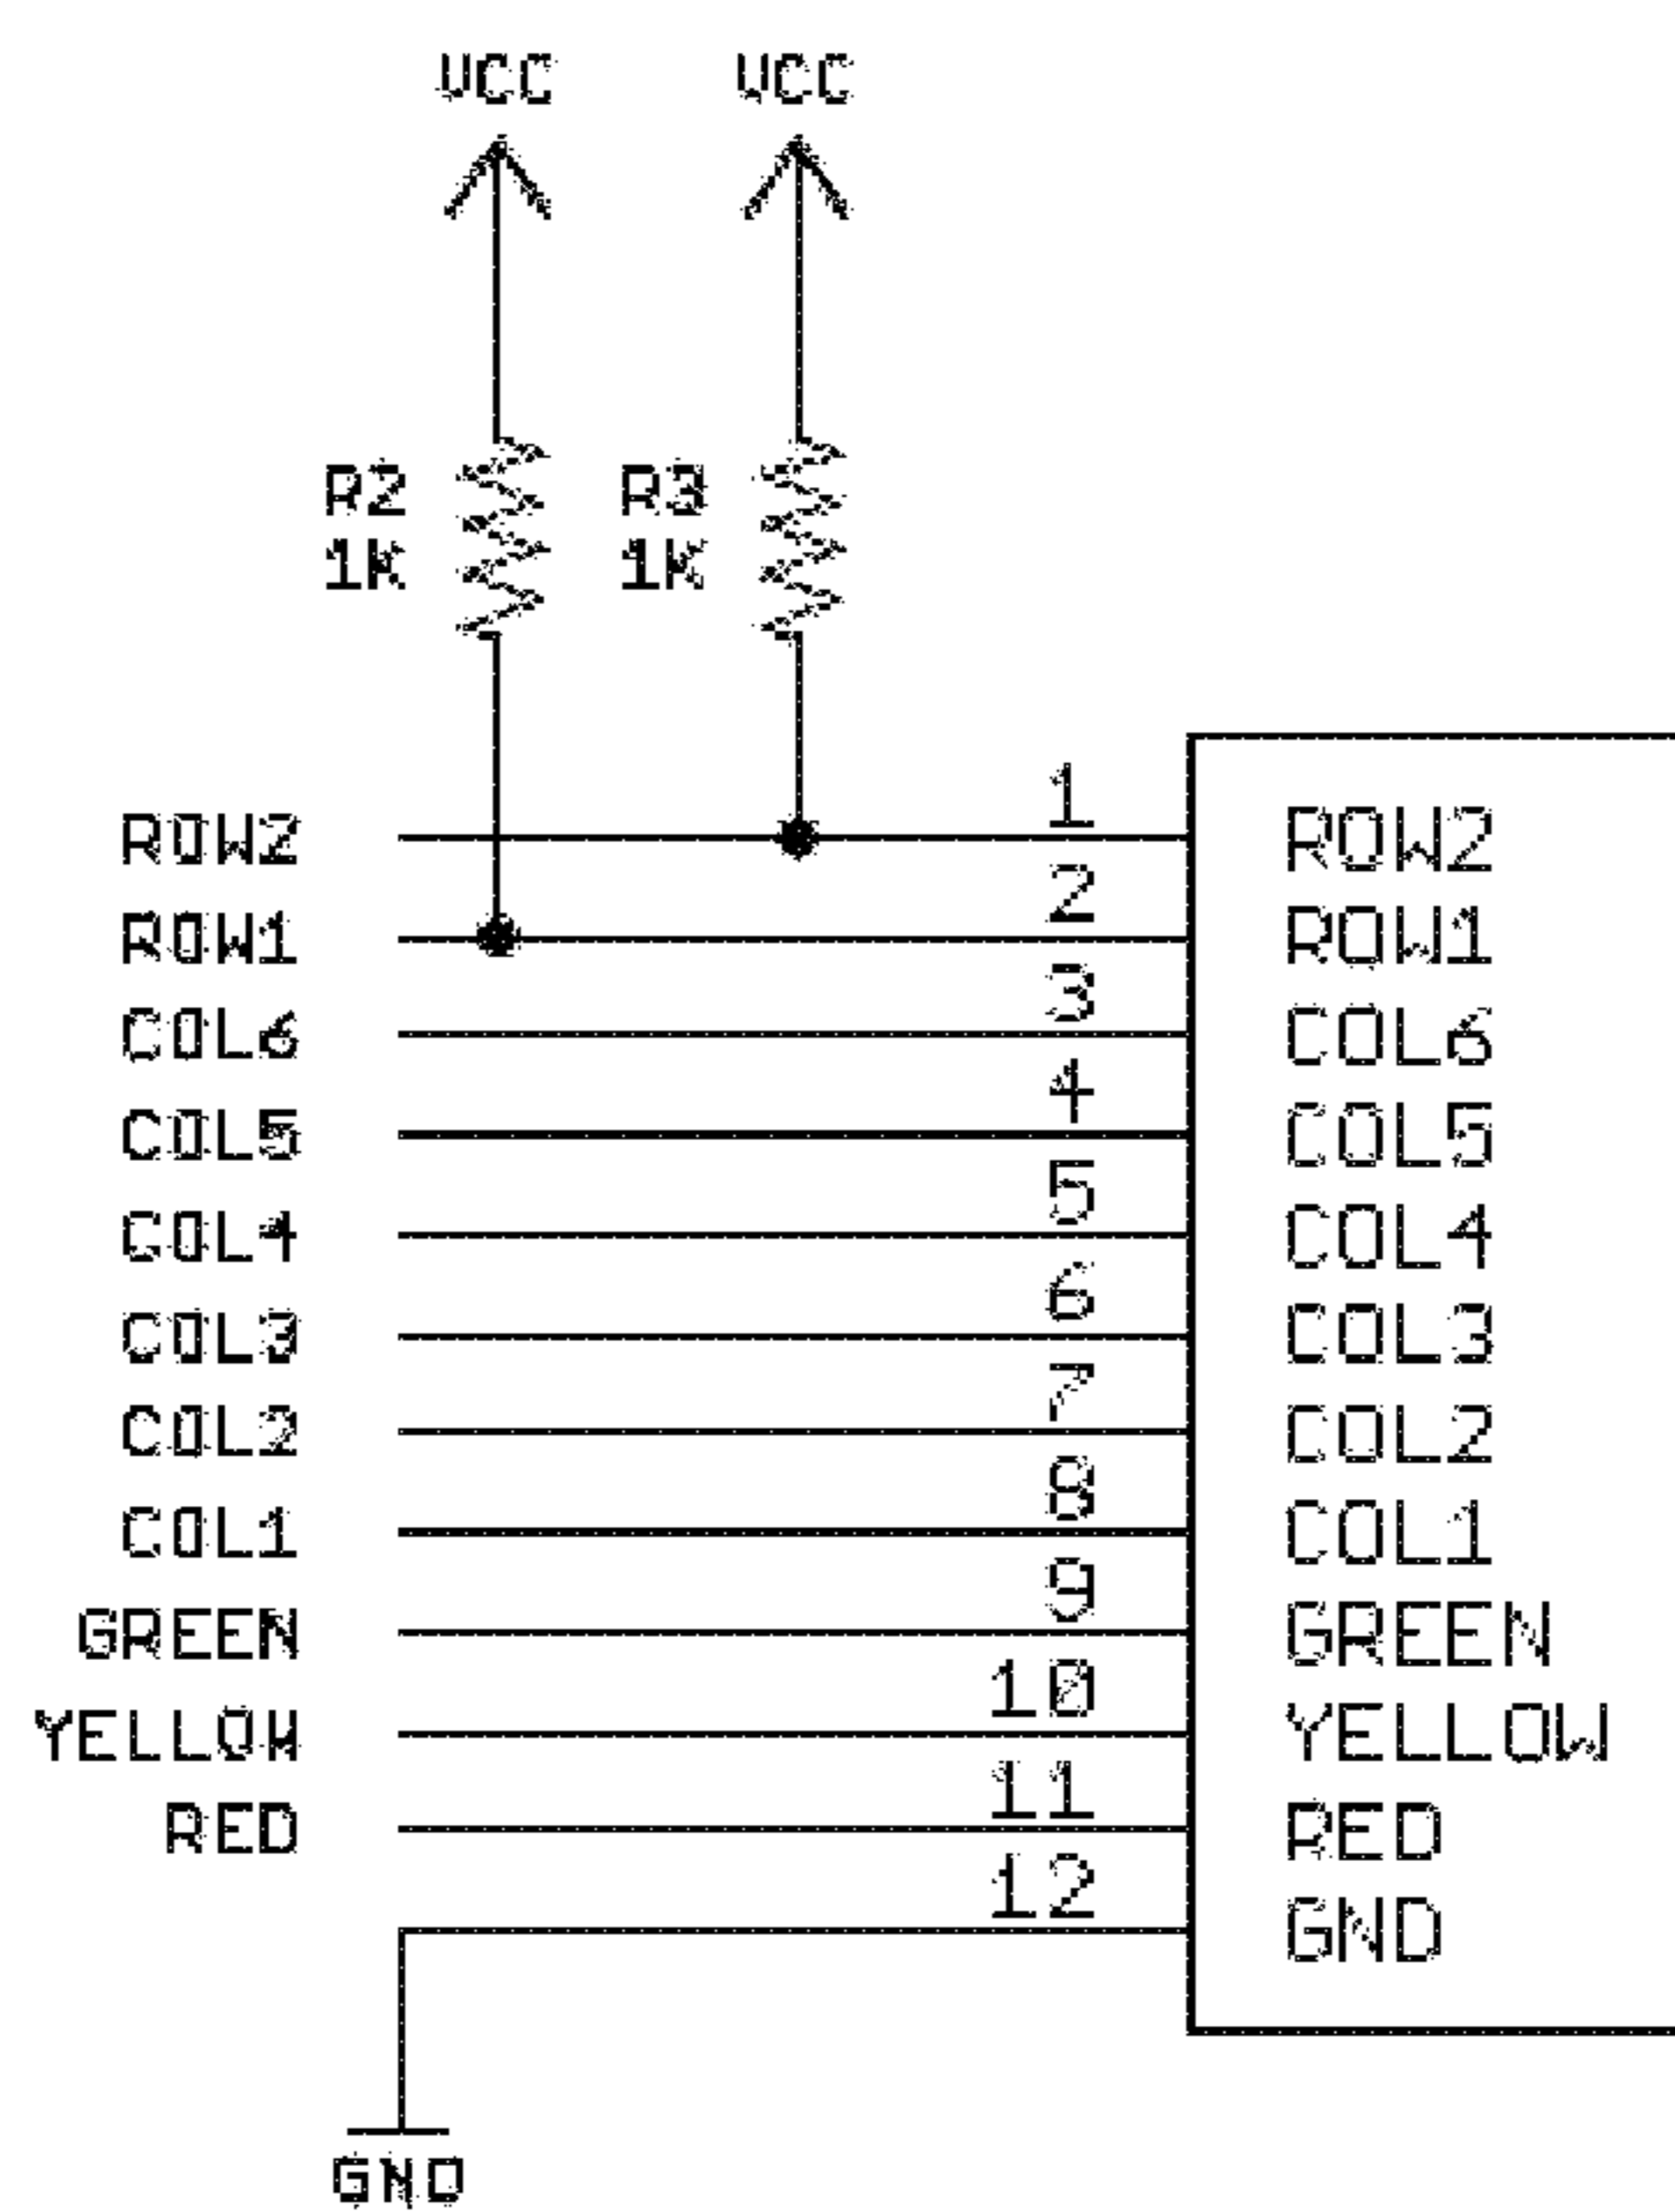 VCC VCC
R2 R3
1K 1K
1
ROW2 ROW2
2
ROW1 ROW1
3
COL6 COL6
4
COL5 COL5
5
COL4 COL4
6
COL3 COL3
7
COL2 COL2
8
COL1 COL1
9
GREEN GREEN
10
YELLOW YELLOW
11
RED RED
12
GND
GND